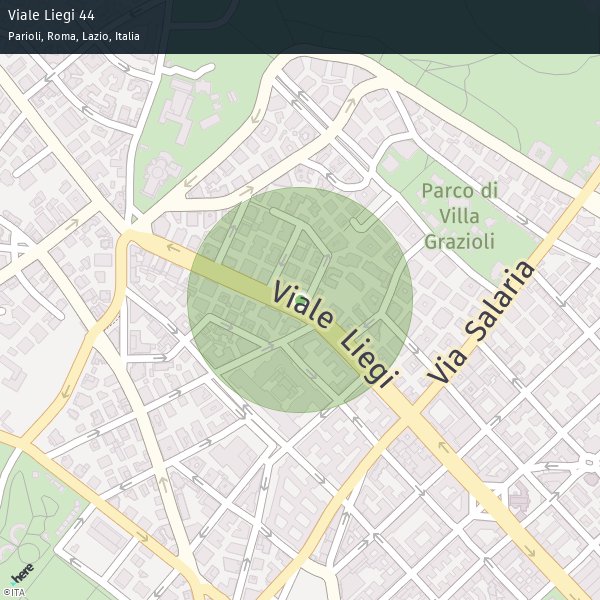 Viale Liegi 44
Parioli, Roma, Lazio, Italia
Parco di
Villa
Grazioli
Viale Liegi
Via Salaria
here
©ITA